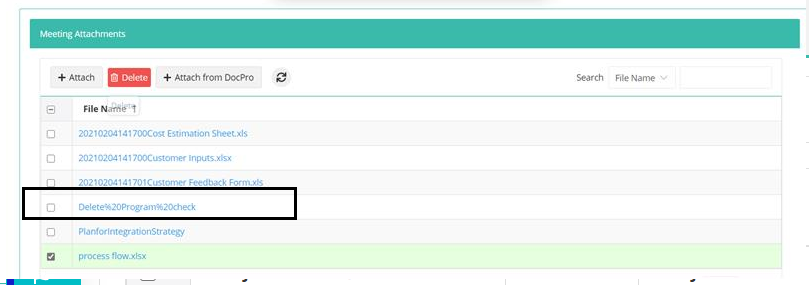 Meeting Attachments
+ Attach Delete + Attach from DocPro Search File Name
File Name ↑
20210204141700Cost Estimation Sheet.xls
20210204141700Customer Inputs.xlsx
20210204141701Customer Feedback Form.xls
Delete%20Program%20check
PlanforIntegrationStrategy
process flow.xlsx